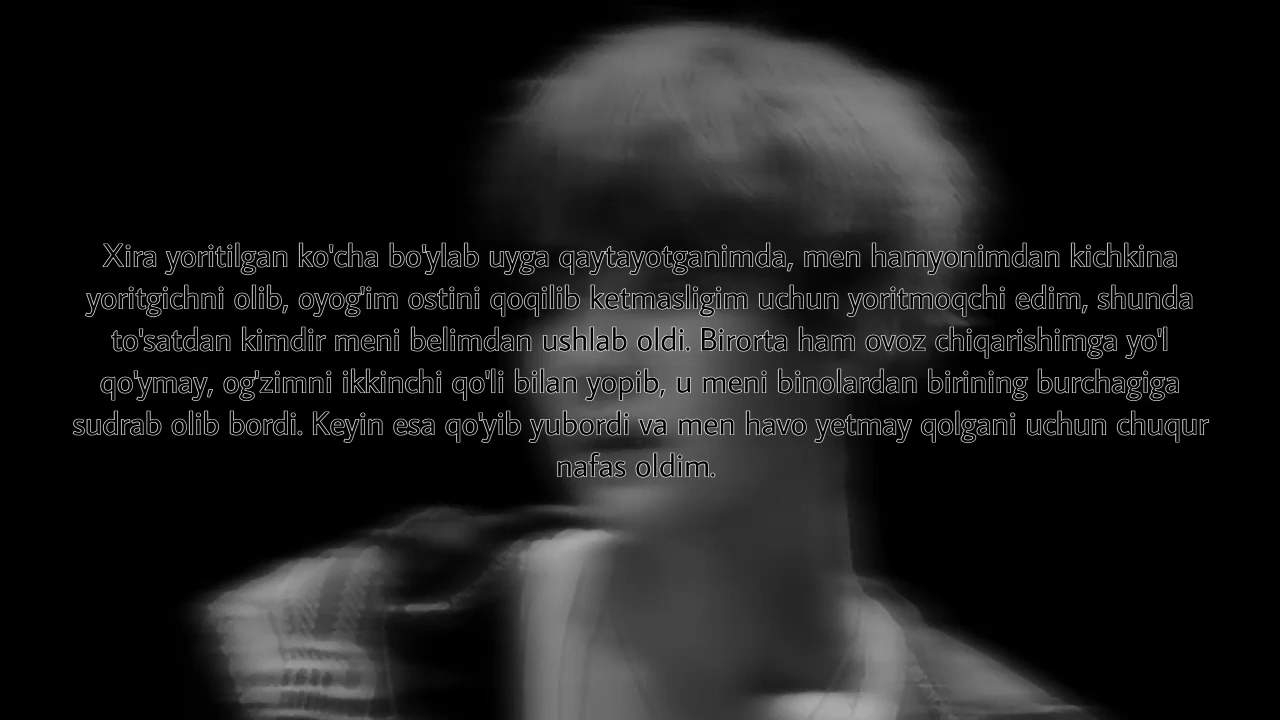 Xira yoritilgan ko'cha bo'ylab uyga qaytayotganimda, men hamyonimdan kichkina
yoritgichni olib, oyog'im ostini qoqilib ketmasligim uchun yoritmoqchi edim, shunda
to'satdan kimdir meni belimdan ushlab oldi. Birorta ham ovoz chiqarishimga yo'l
qo'ymay, og'zimni ikkinchi qo'li bilan yopib, u meni binolardan birining burchagiga
sudrab olib bordi. Keyin esa qo'yib yubordi va men havo yetmay qolgani uchun chuqur
nafas oldim.